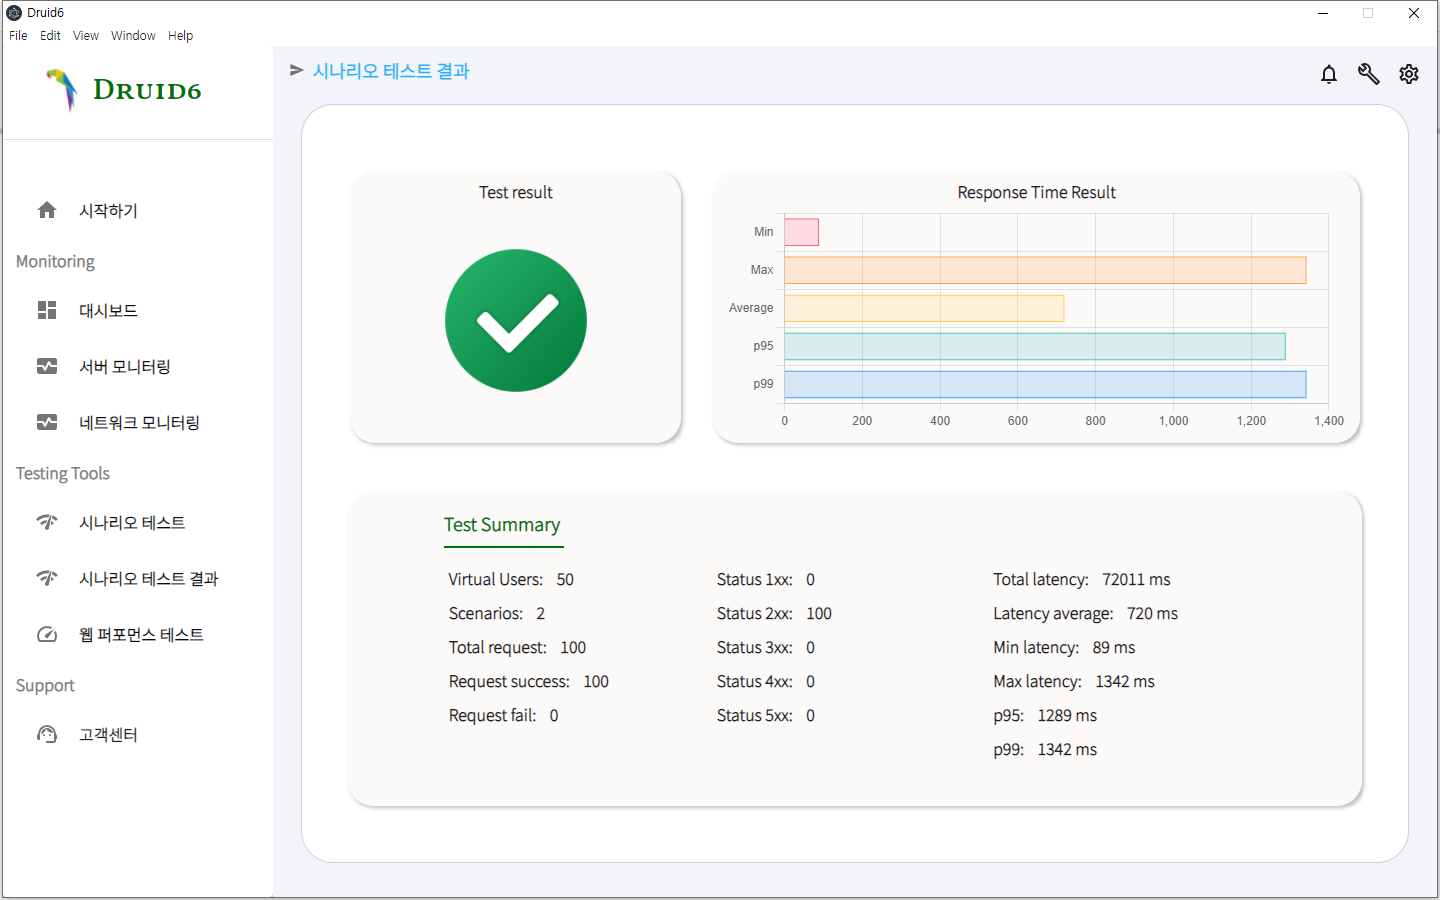 Druid6
File Edit View Window Help
DRUID6
시작하기
Monitoring
대시보드
서버 모니터링
네트워크 모니터링
Testing Tools
시나리오 테스트
시나리오 테스트 결과
웹 퍼포먼스 테스트
Support
고객센터
시나리오 테스트 결과
Test result
Response Time Result
Min
Max
Average
p95
p99
0 200 400 600 800 1,000 1,200 1,400
Test Summary
Virtual Users: 50
Scenarios: 2
Total request: 100
Request success: 100
Request fail: 0
Status 1xx: 0
Status 2xx: 100
Status 3xx: 0
Status 4xx: 0
Status 5xx: 0
Total latency: 72011 ms
Latency average: 720 ms
Min latency: 89 ms
Max latency: 1342 ms
p95: 1289 ms
p99: 1342 ms